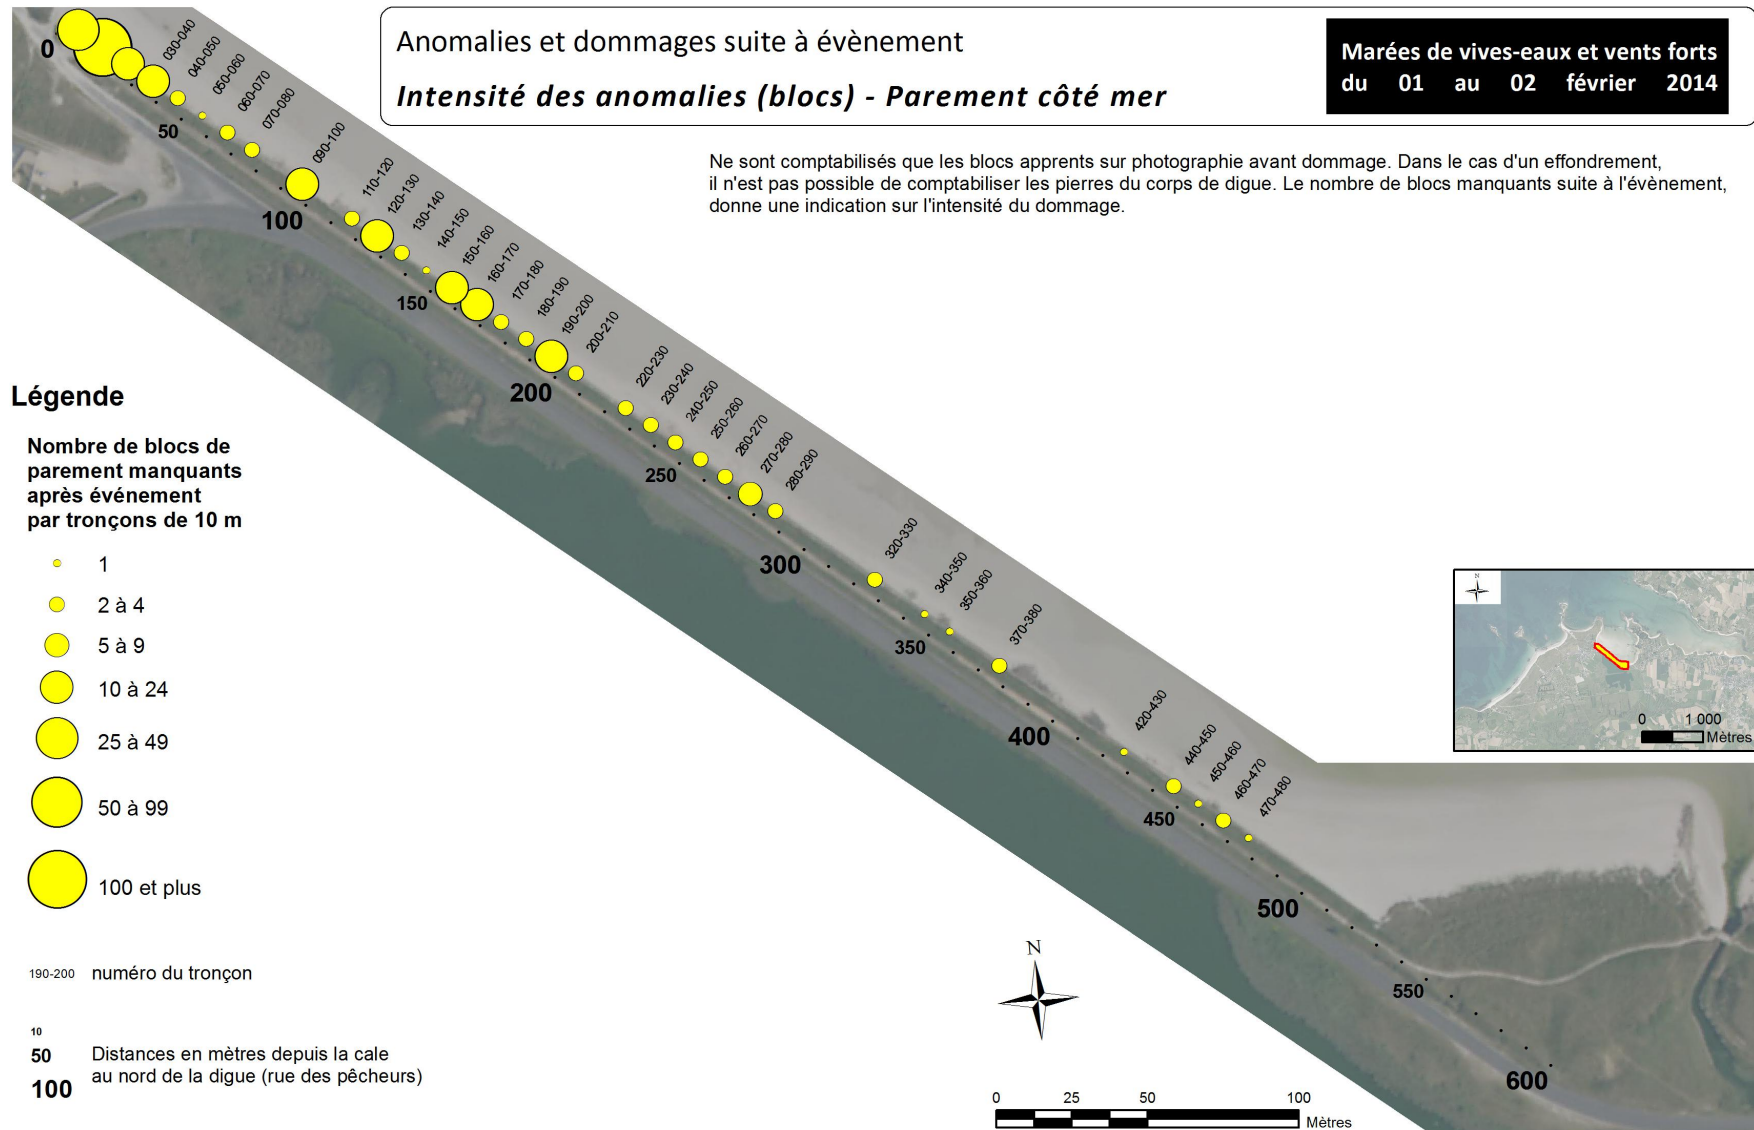 Anomalies et dommages suite à évènement
Intensité des anomalies (blocs) - Parement côté mer
Marées de vives-eaux et vents forts
du 01 au 02 février 2014
Ne sont comptabilisés que les blocs apprents sur photographie avant dommage. Dans le cas d'un effondrement,
il n'est pas possible de comptabiliser les pierres du corps de digue. Le nombre de blocs manquants suite à l'évènement,
donne une indication sur l'intensité du dommage.
0
030-040
040-050
050-060
060-070
070-080
50
090-100
100
110-120
120-130
130-140
140-150
150-160
150
160-170
170-180
180-190
190-200
200-210
200
220-230
230-240
240-250
250-260
250
260-270
270-280
280-290
300
320-330
340-350
350-360
350
370-380
400
420-430
440-450
450-460
450
460-470
470-480
500
550
600
Légende
Nombre de blocs de
parement manquants
après événement
par tronçons de 10 m
1
2 à 4
5 à 9
10 à 24
25 à 49
50 à 99
100 et plus
190-200 numéro du tronçon
10
50 Distances en mètres depuis la cale
100 au nord de la digue (rue des pêcheurs)
N
0 1 000
Mètres
N
0 25 50 100
Mètres